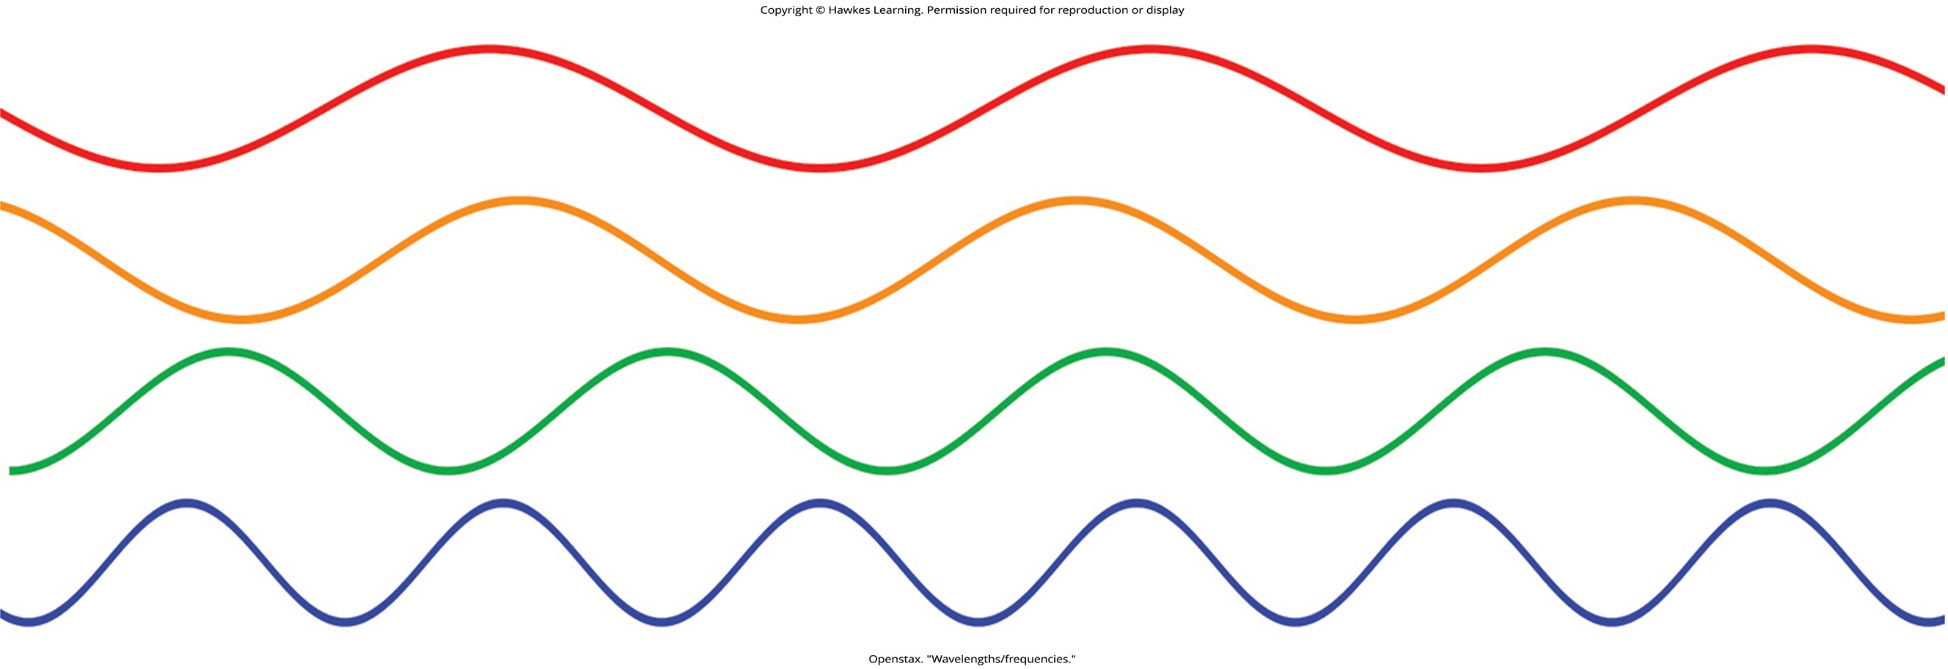 Copyright © Hawkes Learning. Permission required for reproduction or display
Openstax. "Wavelengths/frequencies."